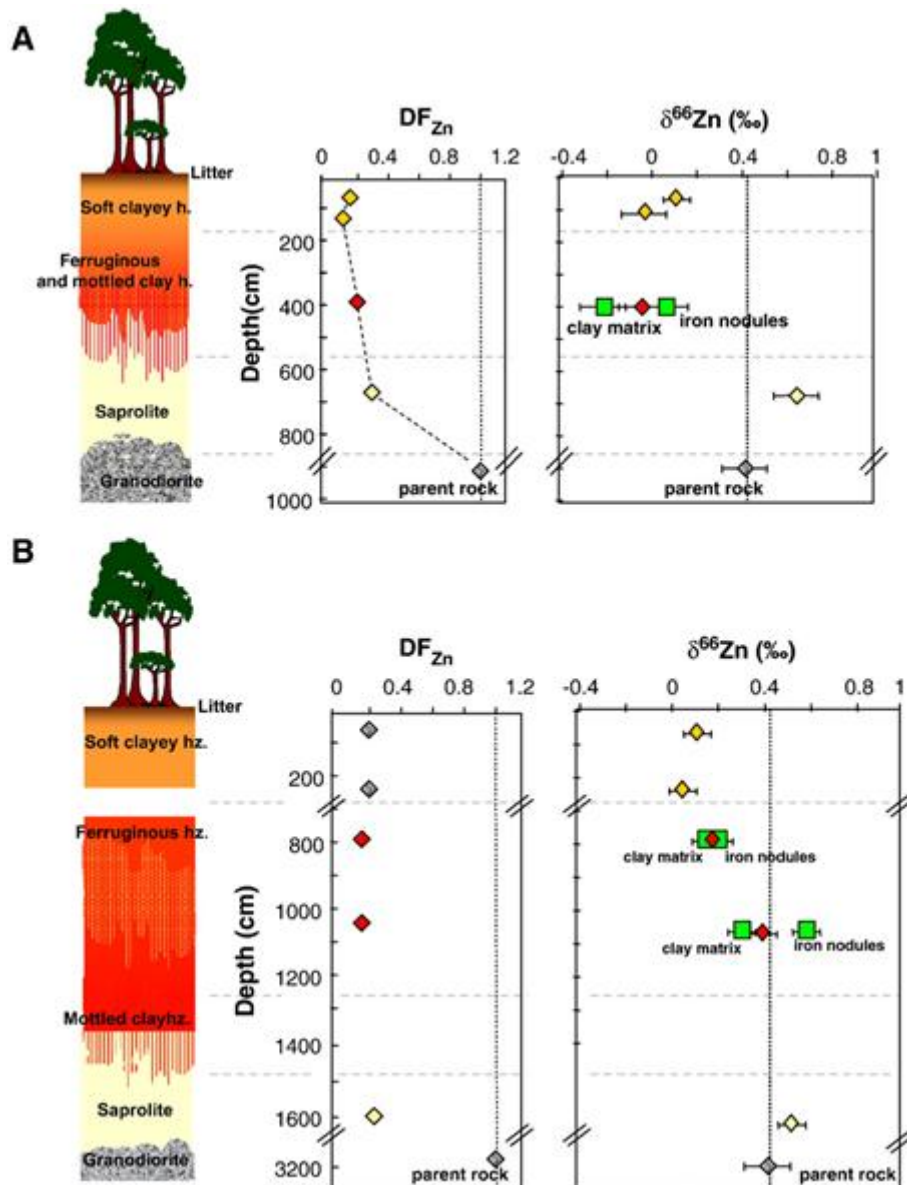 A
DF_Zn
δ⁶⁶Zn (‰)
0 0.4 0.8 1.2
-0.4 0 0.4 0.8 1
Litter
Soft clayey h.
200
Ferruginous
and mottled clay h.
Depth(cm)
400
clay matrix
iron nodules
600
Saprolite
800
Granodiorite
parent rock
parent rock
1000
B
DF_Zn
δ⁶⁶Zn (‰)
0 0.4 0.8 1.2
-0.4 0 0.4 0.8 1
Litter
Soft clayey hz.
200
Ferruginous hz.
800
clay matrix
iron nodules
Depth (cm)
1000
clay matrix
iron nodules
1200
Mottled clayhz.
1400
Saprolite
1600
Granodiorite
3200
parent rock
parent rock